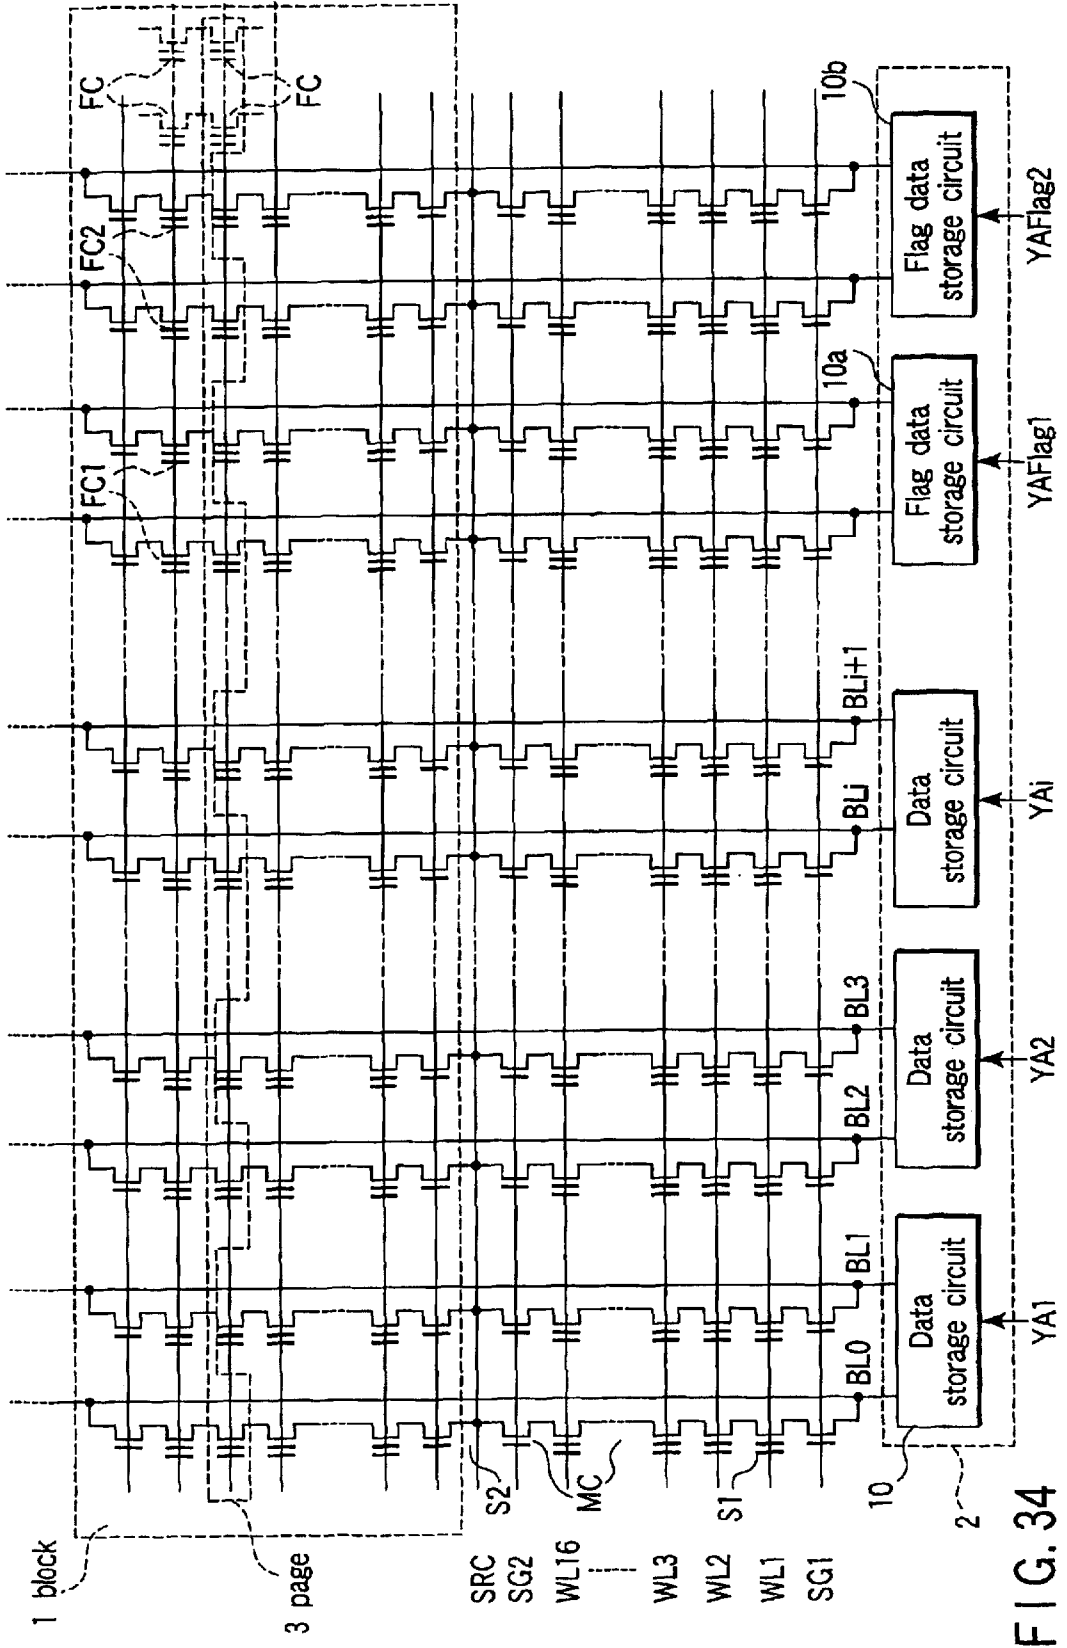 1 block
3 page
FC
FC
FC1
FC2
SRC
SG2
WL16
WL3
WL2
WL1
SG1
S2
MC
S1
BL0
BL1
BL2
BL3
BLi
BLi+1
10a
10b
10
2
Data
storage circuit
Data
storage circuit
Data
storage circuit
Flag data
storage circuit
Flag data
storage circuit
YA1
YA2
YAi
YAFlag1
YAFlag2
FIG. 34